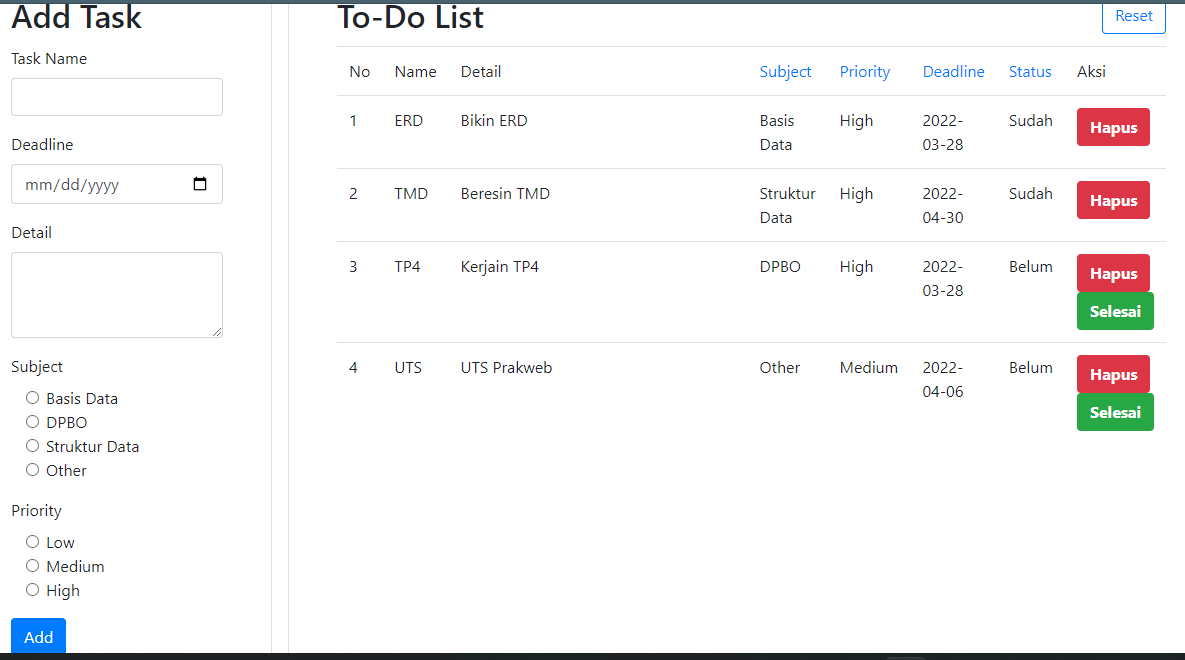 Add Task
Task Name
Deadline
mm/dd/yyyy
Detail
Subject
Basis Data
DPBO
Struktur Data
Other
Priority
Low
Medium
High
Add
To-Do List
Reset
No Name Detail Subject Priority Deadline Status Aksi
1 ERD Bikin ERD Basis High 2022- Sudah Hapus
Data 03-28
2 TMD Beresin TMD Struktur High 2022- Sudah Hapus
Data 04-30
3 TP4 Kerjain TP4 DPBO High 2022- Belum Hapus
03-28 Selesai
4 UTS UTS Prakweb Other Medium 2022- Belum Hapus
04-06 Selesai